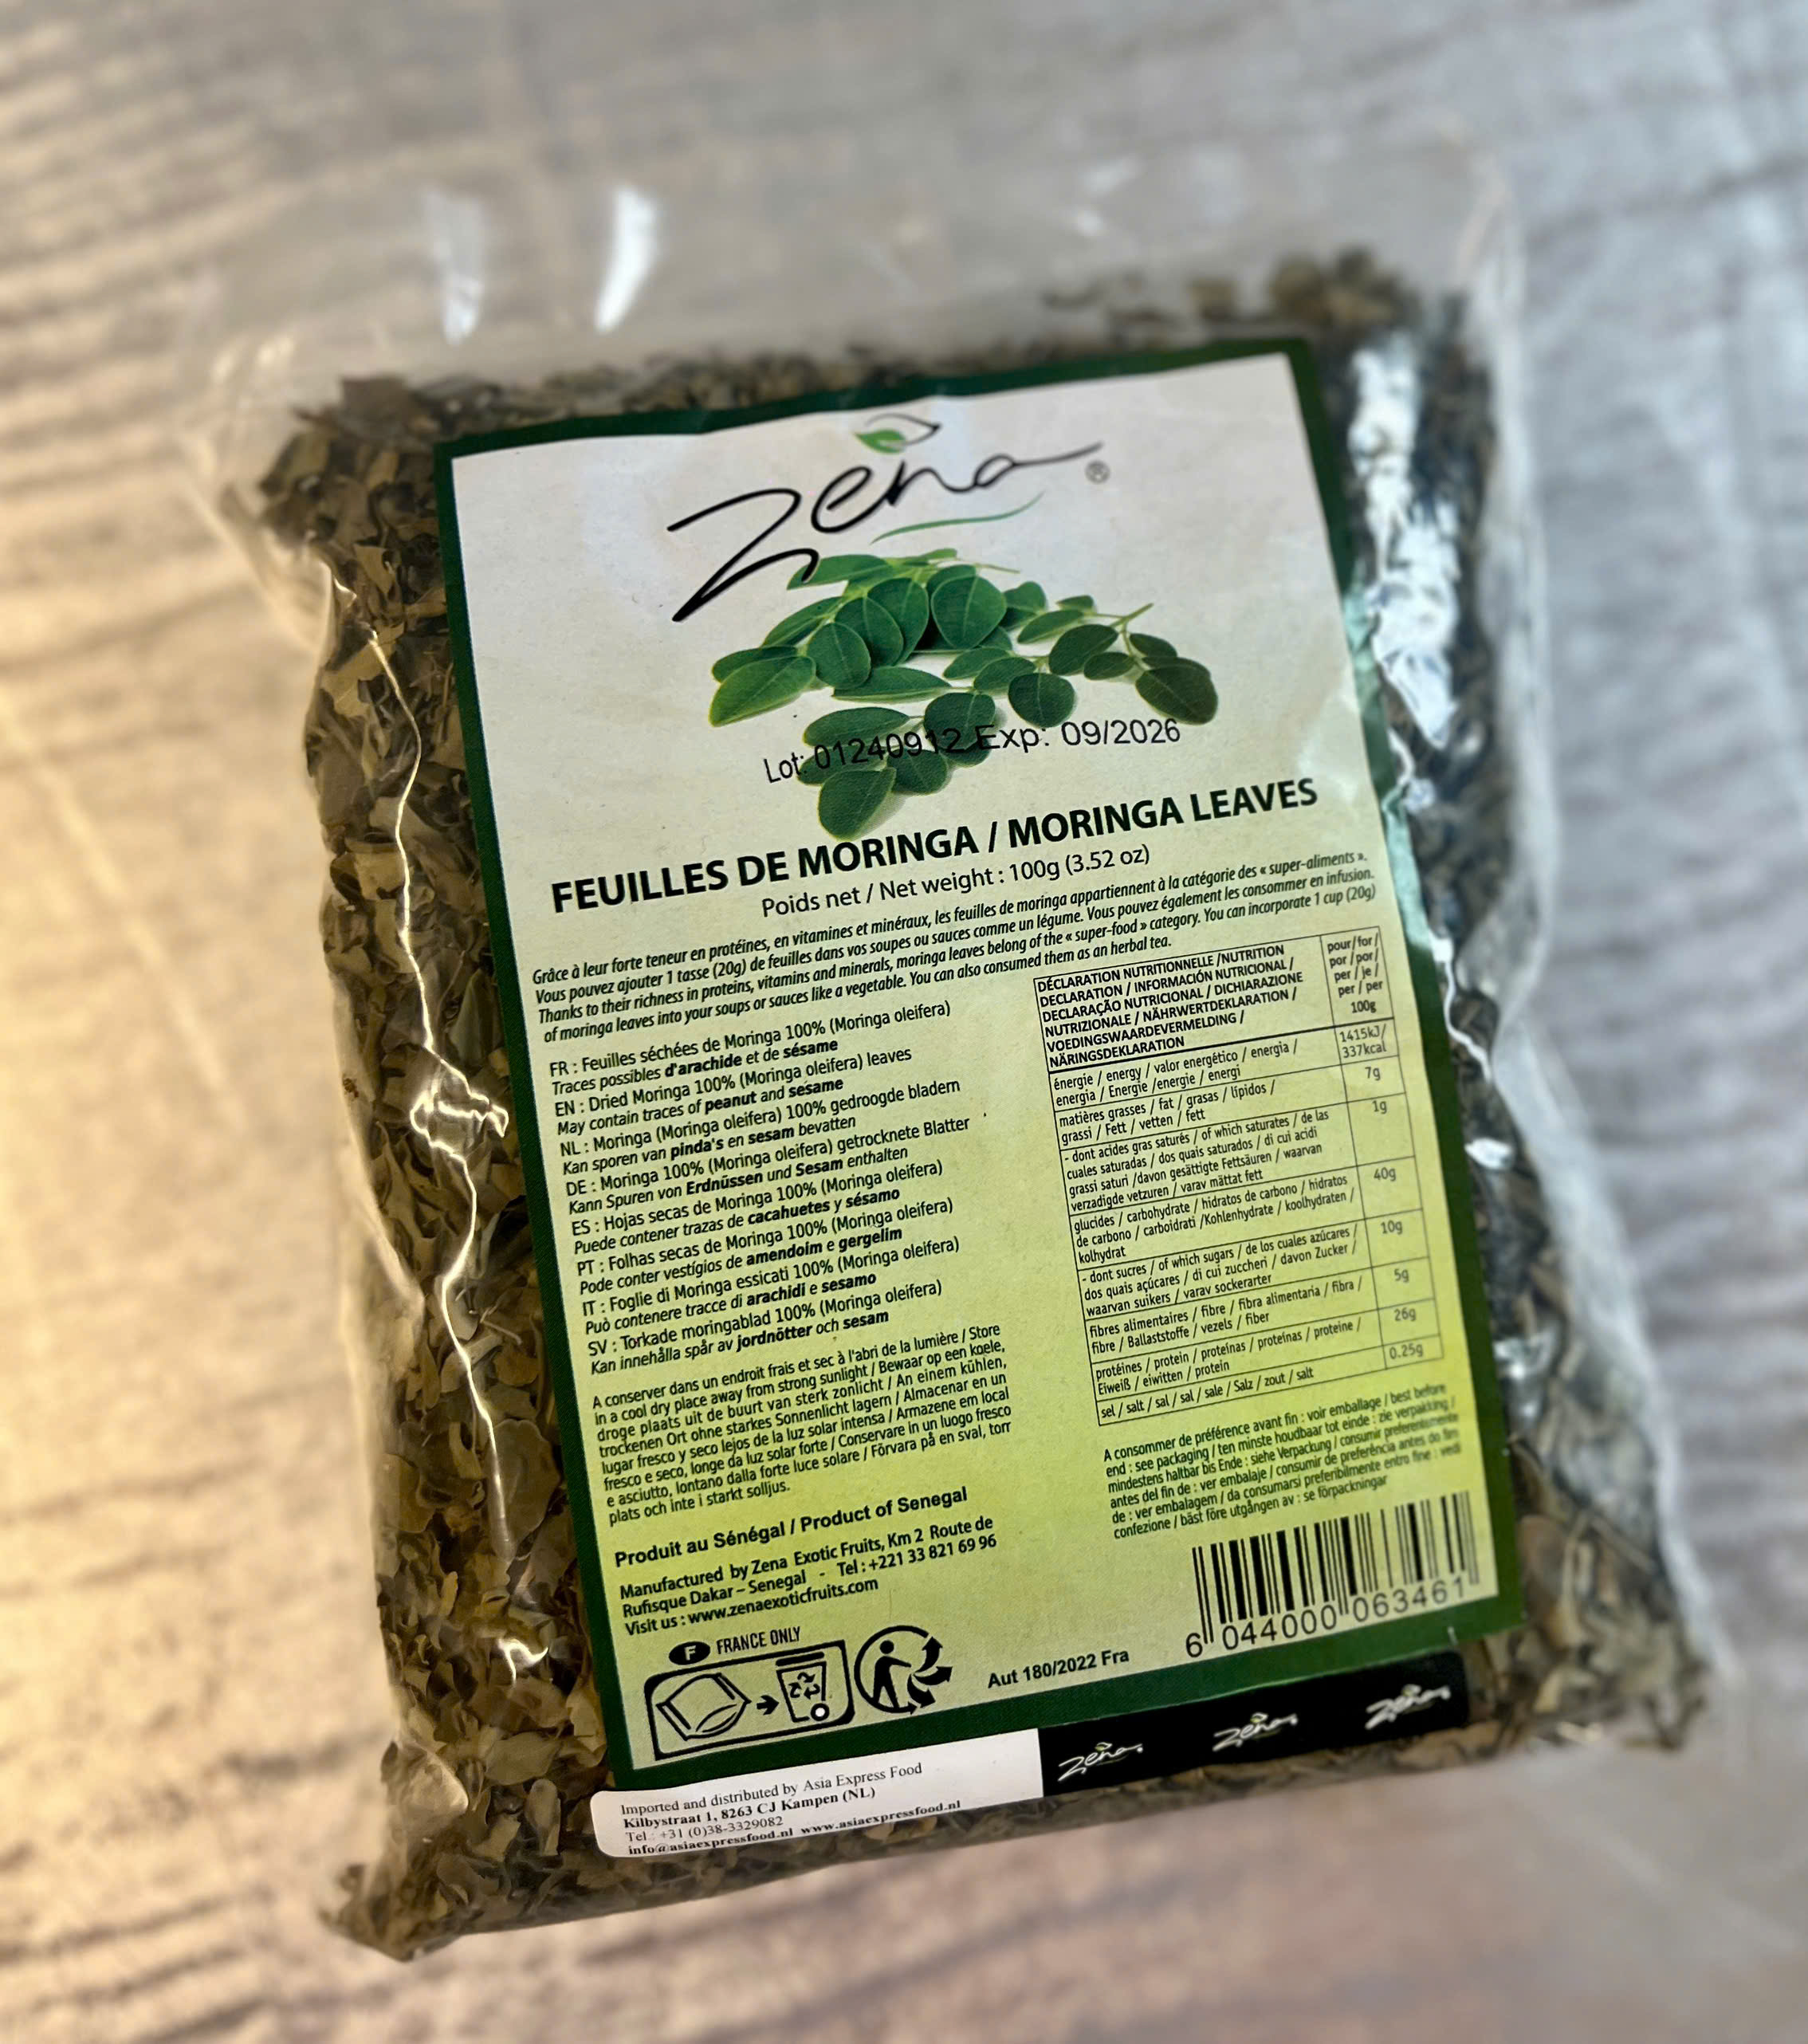 Zena ®
Lot: 01240912 Exp: 09/2026
FEUILLES DE MORINGA / MORINGA LEAVES
Poids net / Net weight : 100g (3.52 oz)
Grâce à leur forte teneur en protéines, en vitamines et minéraux, les feuilles de moringa appartiennent à la catégorie des « super-aliments ».
Vous pouvez ajouter 1 tasse (20g) de feuilles dans vos soupes ou sauces comme un légume. Vous pouvez également les consommer en infusion.
Thanks to their richness in proteins, vitamins and minerals, moringa leaves belong of the « super-food » category. You can incorporate 1 cup (20g)
of moringa leaves into your soups or sauces like a vegetable. You can also consumed them as an herbal tea.
FR : Feuilles séchées de Moringa 100% (Moringa oleifera)
Traces possibles d'arachide et de sésame
EN : Dried Moringa 100% (Moringa oleifera) leaves
May contain traces of peanut and sesame
NL : Moringa (Moringa oleifera) 100% gedroogde bladem
Kan sporen van pinda's en sesam bevatten
DE : Moringa 100% (Moringa oleifera) getrocknete Blatter
Kann Spuren von Erdnüssen und Sesam enthalten
ES : Hojas secas de Moringa 100% (Moringa oleifera)
Puede contener trazas de cacahuetes y sésamo
PT : Folhas secas de Moringa 100% (Moringa oleifera)
Pode conter vestígios de amendoim e gergelim
IT : Foglie di Moringa essicati 100% (Moringa oleifera)
Può contenere tracce di arachidi e sesamo
SV : Torkade moringablad 100% (Moringa oleifera)
Kan innehålla spår av jordnötter och sesam
A conserver dans un endroit frais et sec à l'abri de la lumière / Store
in a cool dry place away from strong sunlight / Bewaar op een koele,
droge plaats uit de buurt van sterk zonlicht / An einem kühlen,
trockenen Ort ohne starkes Sonnenlicht lagern / Almacenar en un
lugar fresco y seco lejos de la luz solar intensa / Armazene em local
fresco e seco, longe da luz solar forte / Conservare in un luogo fresco
e asciutto, lontano dalla forte luce solare / Förvara på en sval, torr
plats och inte i starkt solljus.
Produit au Sénégal / Product of Senegal
Manufactured by Zena Exotic Fruits, Km 2 Route de
Rufisque Dakar – Senegal - Tel : +221 33 821 69 96
Visit us : www.zenaexoticfruits.com
F FRANCE ONLY
DÉCLARATION NUTRITIONNELLE /NUTRITION
DECLARATION / INFORMACIÓN NUTRICIONAL /
DECLARAÇÃO NUTRICIONAL / DICHIARAZIONE
NUTRIZIONALE / NÄHRWERTDEKLARATION /
VOEDINGSWAARDEVERMELDING /
NÄRINGSDEKLARATION
pour/for/
por /por/
per / je /
per / per
100g
énergie / energy / valor energético / energia /
energia / Energie /energie / energi
1415kJ/
337kcal
matières grasses / fat / grasas / lípidos /
grassi / Fett / vetten / fett
7g
- dont acides gras saturés / of which saturates / de las
cuales saturadas / dos quais saturados / di cui acidi
grassi saturi /davon gesättigte Fettsäuren / waarvan
verzadigde vetzuren / varav mättat fett
1g
glucides / carbohydrate / hidratos de carbono / hidratos
de carbono / carboidrati /Kohlenhydrate / koolhydraten /
kolhydrat
40g
- dont sucres / of which sugars / de los cuales azúcares /
dos quais açúcares / di cui zuccheri / davon Zucker /
waarvan suikers / varav sockerarter
10g
fibres alimentaires / fibre / fibra alimentaria / fibra /
fibre / Ballaststoffe / vezels / fiber
5g
protéines / protein / proteínas / proteínas / proteine /
Eiweiß / eiwitten / protein
26g
sel / salt / sal / sal / sale / Salz / zout / salt
0.25g
A consommer de préférence avant fin : voir emballage / best before
end : see packaging / ten minste houdbaar tot einde : zie verpakking /
mindestens haltbar bis Ende : siehe Verpackung / consumir preferentemente
antes del fin de : ver embalaje / consumir de preferência antes do fim
de : ver embalagem / da consumarsi preferibilmente entro fine : vedi
confezione / bäst före utgången av : se förpackningar
6 044000 063461
Aut 180/2022 Fra
Zena Zena Zena
Imported and distributed by Asia Express Food
Kilbystraat 1, 8263 CJ Kampen (NL)
Tel.: +31 (0)38-3329082
info@asiaexpressfood.nl www.asiaexpressfood.nl